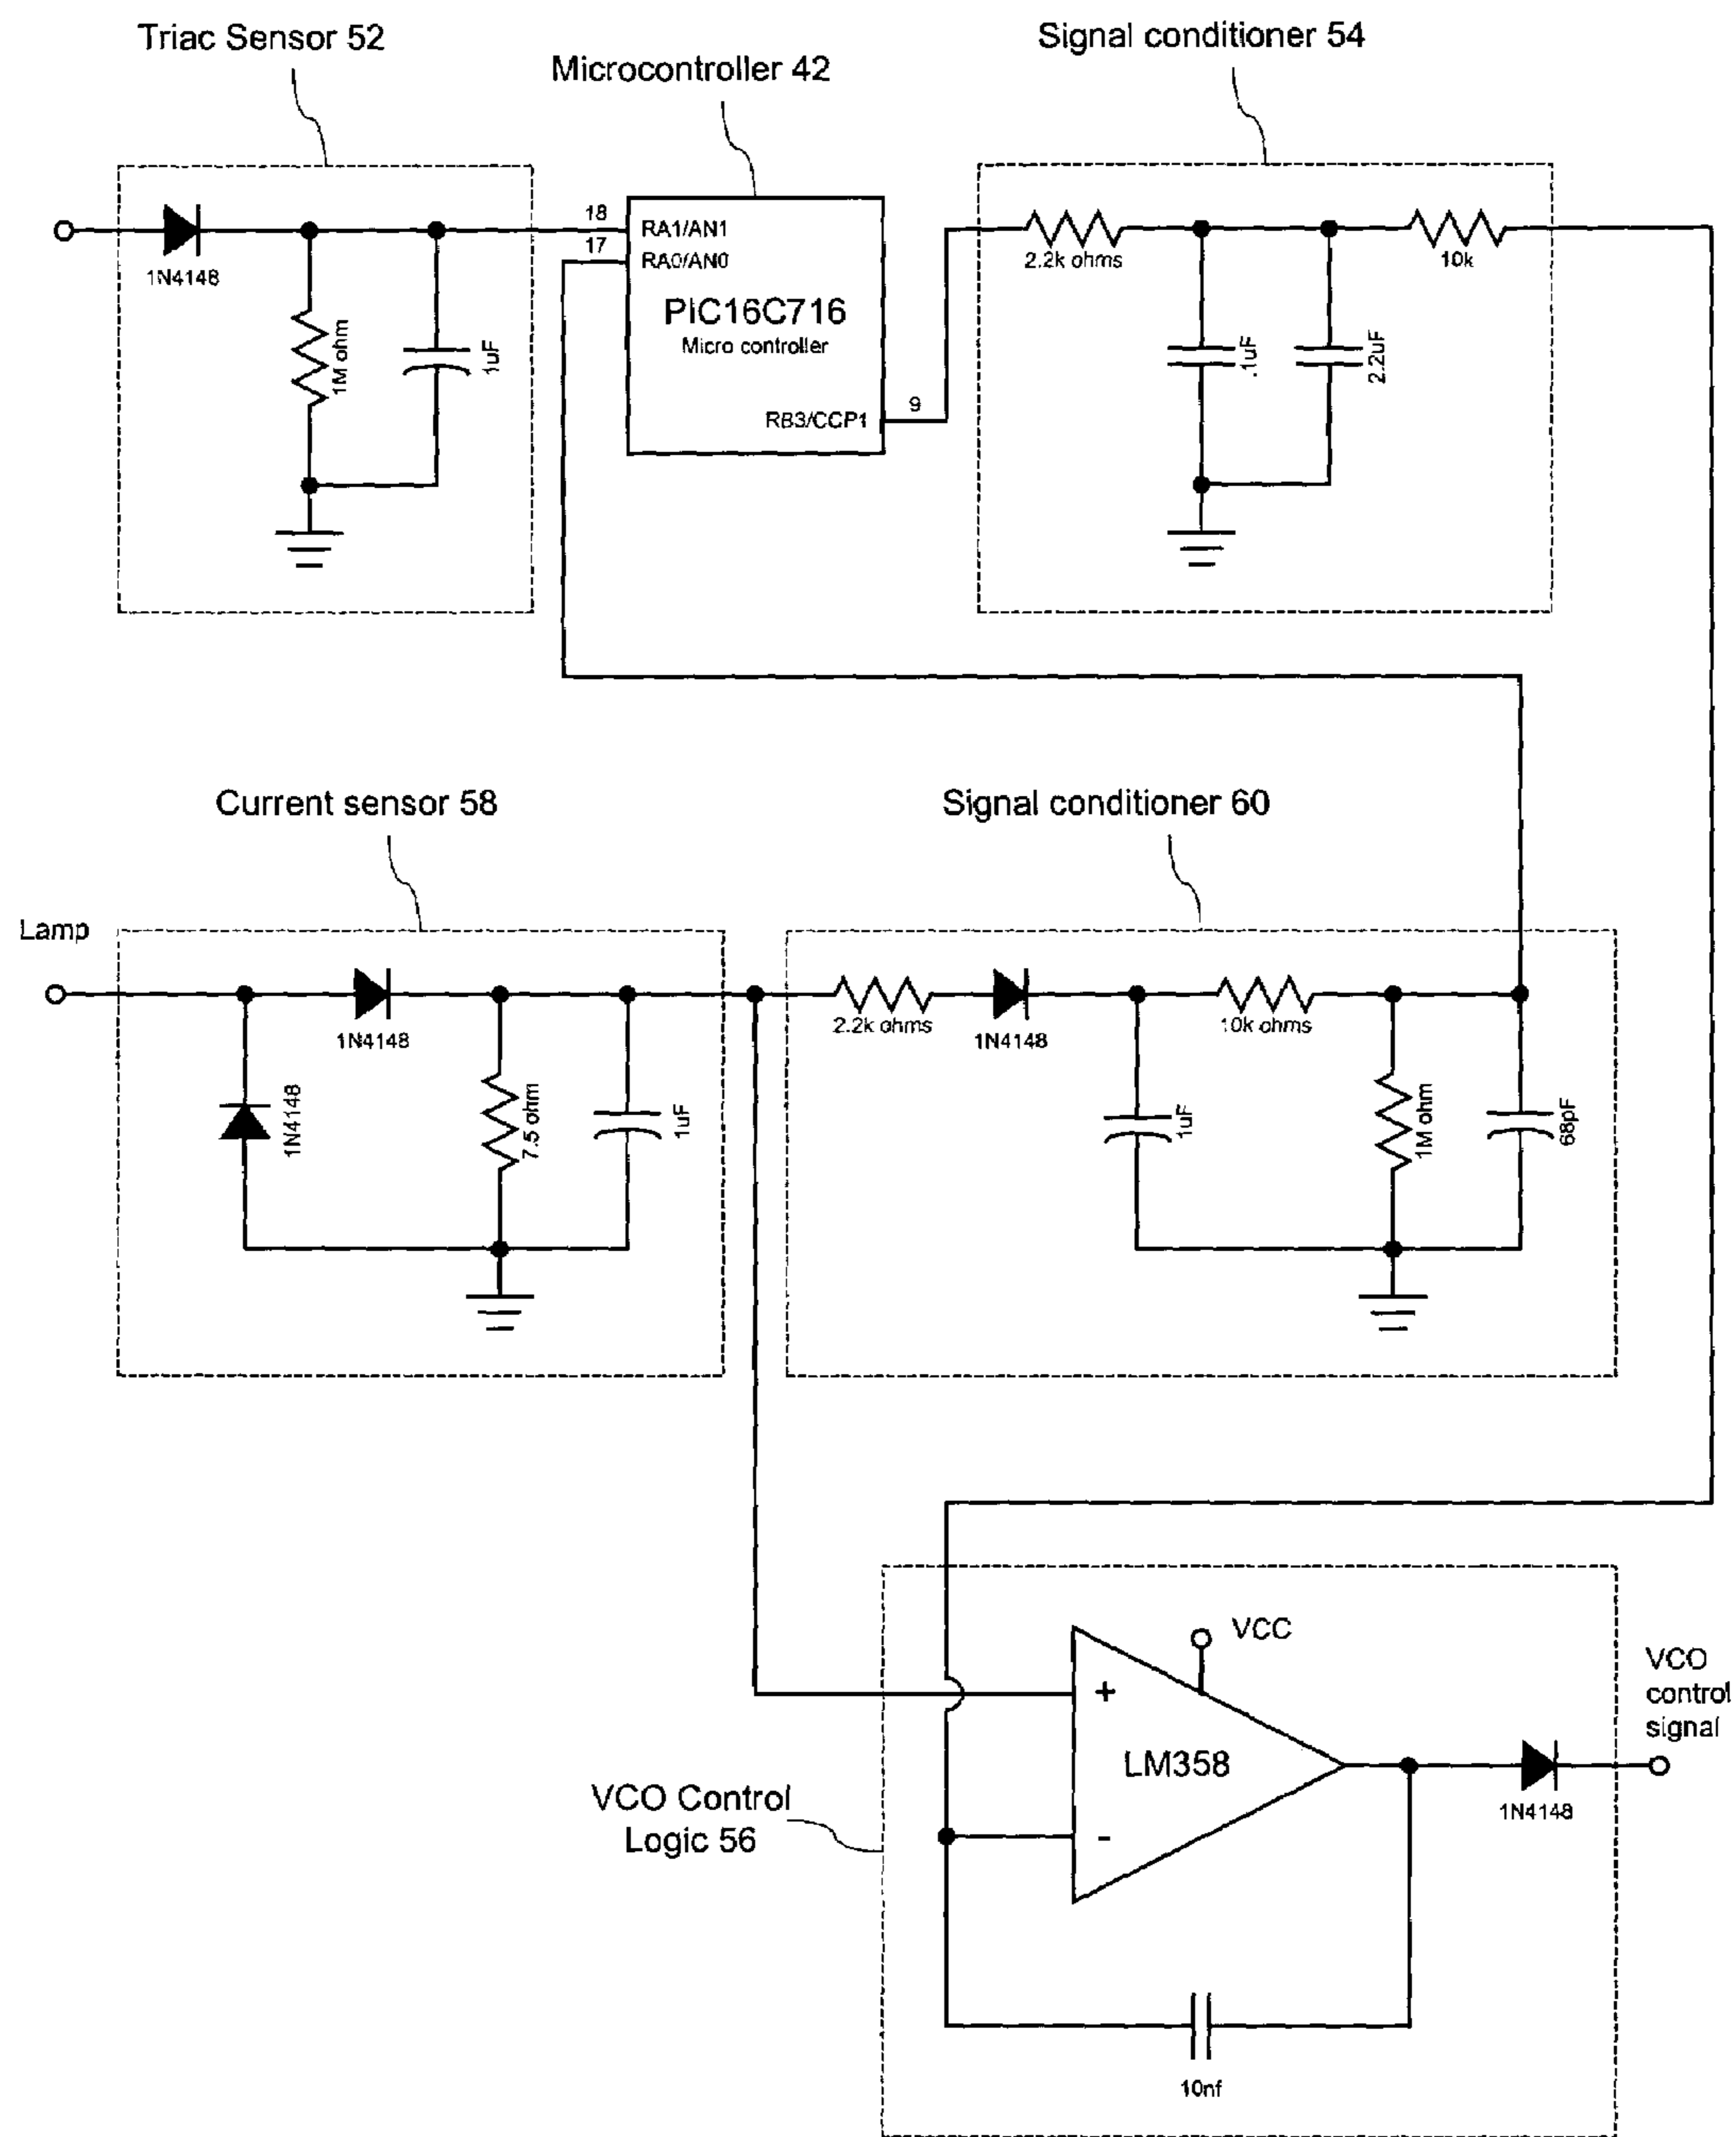 Triac Sensor 52
Microcontroller 42
Signal conditioner 54
1N4148
1M ohm
1uF
18
17
RA1/AN1
RA0/AN0
PIC16C716
Micro controller
RB3/CCP1
9
2.2k ohms
10k
.1uF
2.2uF
Current sensor 58
Signal conditioner 60
Lamp
1N4148
1N4148
7.5 ohm
1uF
2.2k ohms
1N4148
10k ohms
1uF
1M ohm
68pF
VCO Control
Logic 56
VCC
+
LM358
-
1N4148
VCO
control
signal
10nf